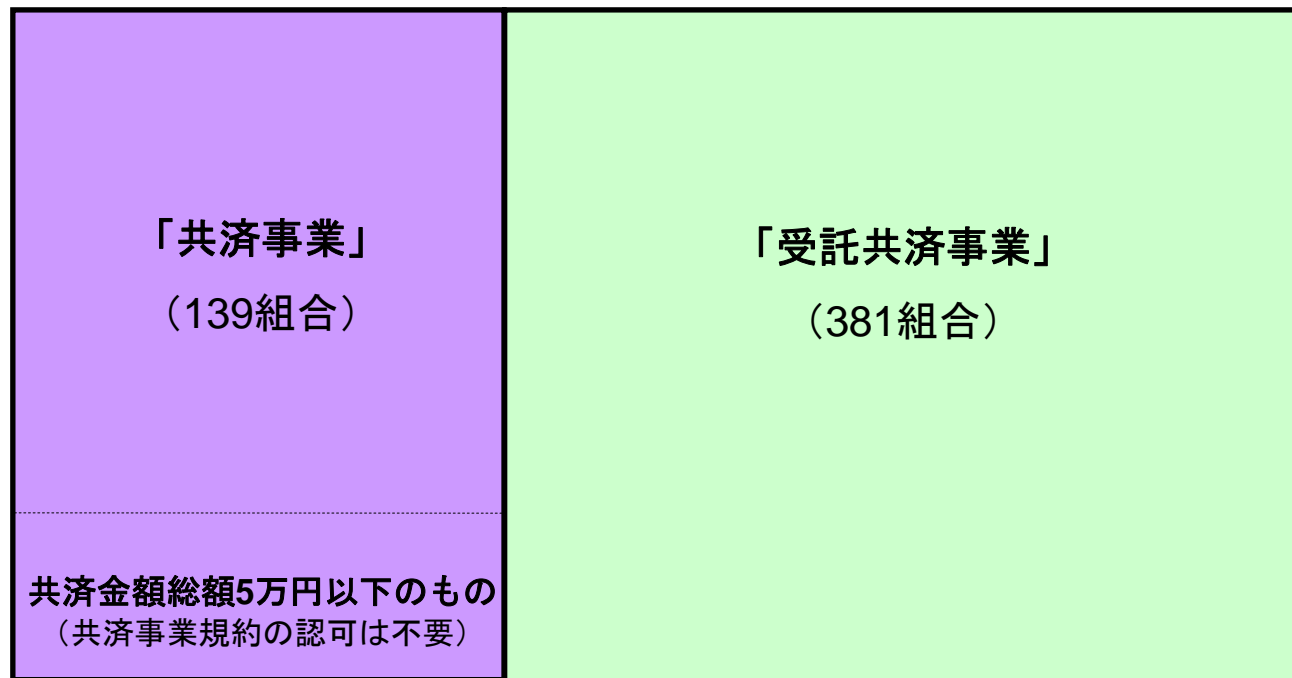 「共済事業」
（139組合）
共済金額総額5万円以下のもの
（共済事業規約の認可は不要）
「受託共済事業」
（381組合）